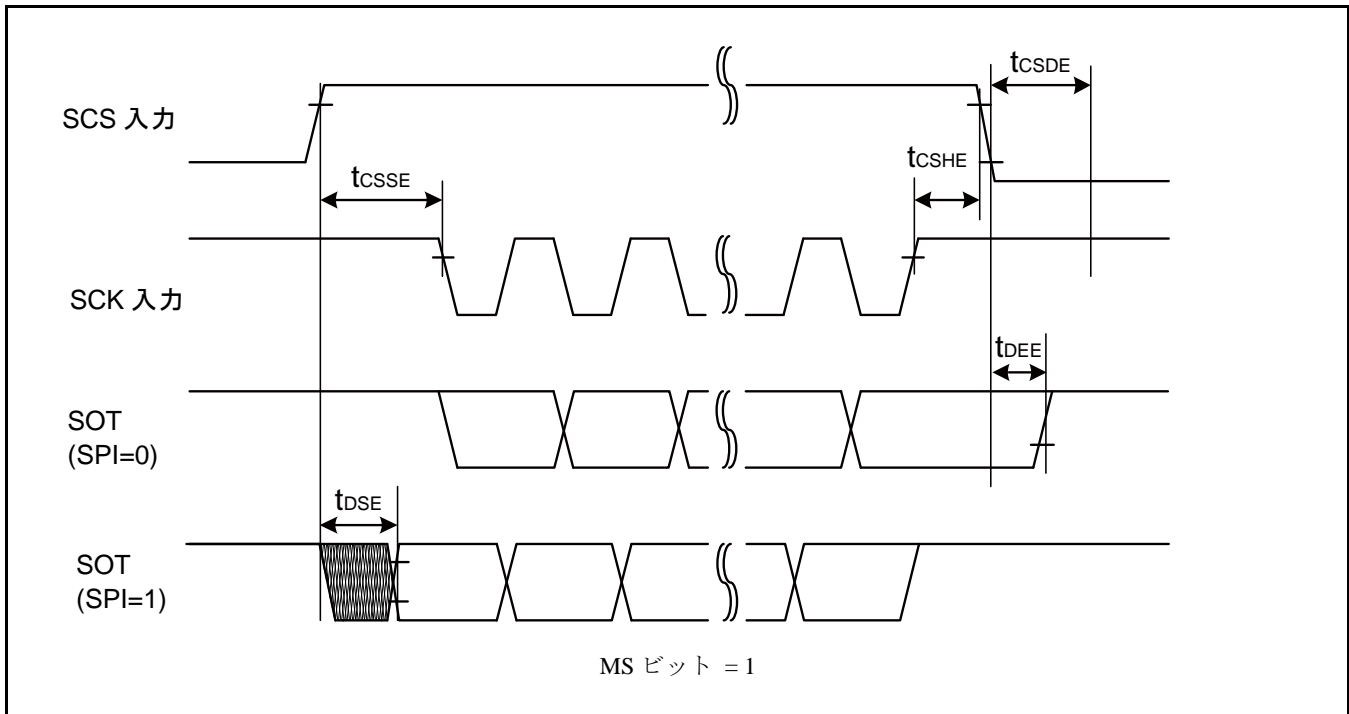 tCSDE
SCS 入力
tCSHE
tCSSE
SCK 入力
tDEE
SOT
(SPI=0)
tDSE
SOT
(SPI=1)
MS ビット = 1